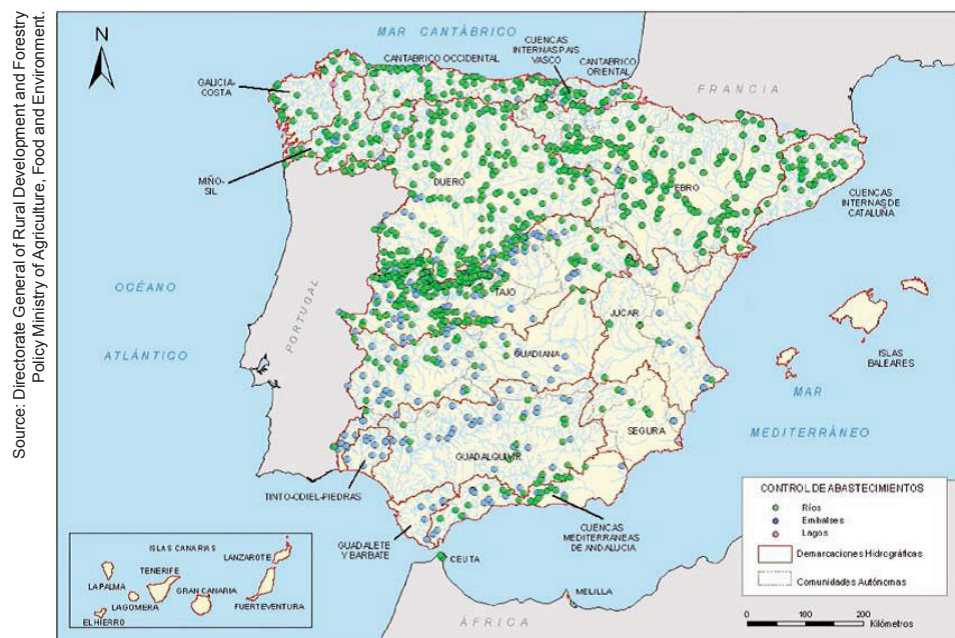 Source: Directorate General of Rural Development and Forestry
Policy Ministry of Agriculture, Food and Environment.
N
MAR CANTÁBRICO
CUENCAS
INTERNAS PAIS
VASCO
CANTABRICO
ORIENTAL
CANTABRICO OCCIDENTAL
GALICIA-
COSTA
FRANCIA
MIÑO-
SIL
DUERO
EBRO
CUENCAS
INTERNAS DE
CATALUÑA
OCÉANO
ATLÁNTICO
PORTUGAL
TAJO
JUCAR
GUADIANA
ISLAS
BALEARES
MAR
MEDITERRÁNEO
SEGURA
GUADALQUIVIR
TINTO-ODIEL-PIEDRAS
GUADALETE
Y BARBATE
CUENCAS
MEDITERRANEAS
DE ANDALUCIA
CEUTA
MELILLA
ÁFRICA
ISLAS CANARIAS
LANZAROTE
LA PALMA
TENERIFE
LAGOMERA
GRAN CANARIA
FUERTEVENTURA
EL HIERRO
CONTROL DE ABASTECIMIENTOS
Ríos
Embalses
Lagos
Demarcaciones Hidrográficas
Comunidades Autónomas
0 50 100 200
Kilómetros